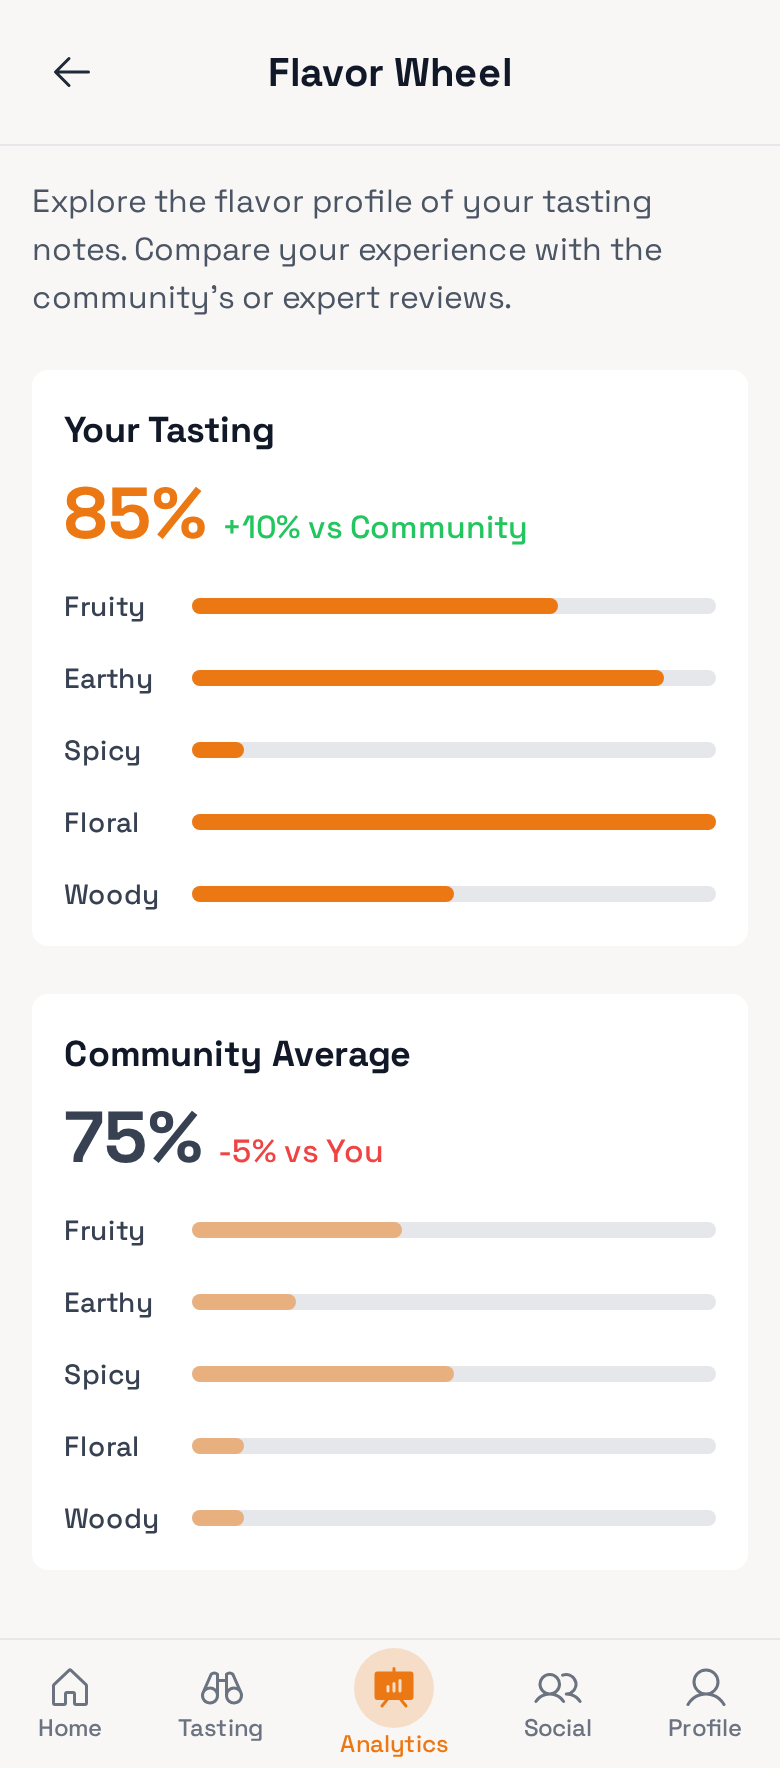 Flavor Wheel
Explore the flavor profile of your tasting
notes. Compare your experience with the
community's or expert reviews.
Your Tasting
85% +10% vs Community
Fruity
Earthy
Spicy
Floral
Woody
Community Average
75% -5% vs You
Fruity
Earthy
Spicy
Floral
Woody
Home
Tasting
Analytics
Social
Profile